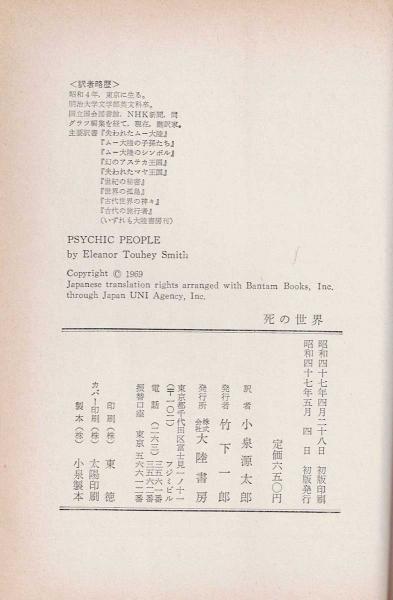 <訳者略歴>
昭和4年，東京に生る。
明治大学文学部英文科卒。
国立国会図書館，NHK新聞，同
グラフ編集を経て，現在，翻訳家。
主要訳書『失われたムー大陸』
『ムー大陸の子孫たち』
『ムー大陸のシンボル』
『幻のアステカ王国』
『失われたマヤ王国』
『世紀の秘密』
『世界の孤島』
『古代世界の神々』
『古代の旅行者』
（いずれも大陸書房刊）
PSYCHIC PEOPLE
by Eleanor Touhey Smith
Copyright © 1969
Japanese translation rights arranged with Bantam Books, Inc.
through Japan UNI Agency, Inc.
死の世界
昭和四十七年四月二十八日 初版印刷
昭和四十七年五月 四日 初版発行
定価六五〇円
訳者 小泉源太郎
発行者 竹下一郎
発行所 株式会社 大陸書房
東京都千代田区富士見一ノ十一
(〒一〇二) フジミビル
電話(二六三) 三五六一番
三五六二番
振替口座 東京五六六一二番
印刷(株) 東徳
カバー印刷(株) 太陽印刷
製本(株) 小泉製本